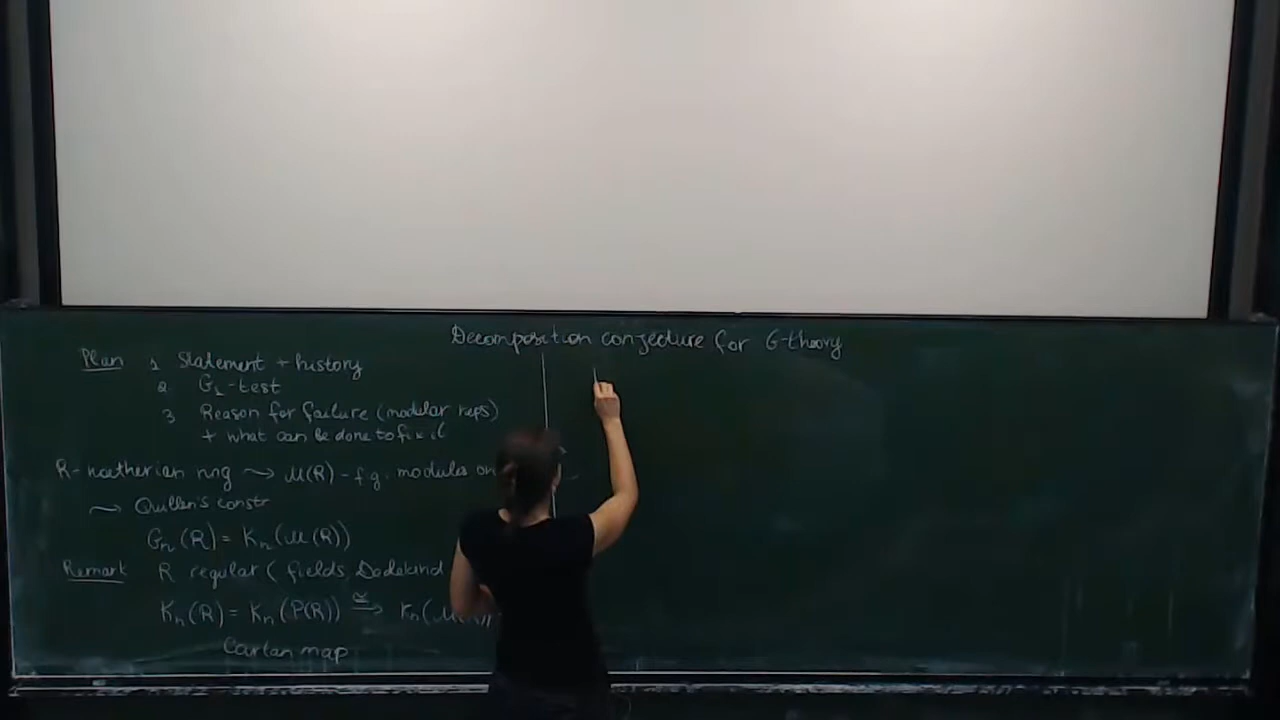 Decomposition conjecture for G-theory
Plan 1 Statement + history
2. G₁-test
3 Reason for failure (modular reps)
+ what can be done to fix it
R-noetherian ring ⇝ M(R) - f.g. modules
⇝ Quillen's constr
Gₙ(R) = Kₙ(M(R))
Remark R regular (fields, Dedekind
Kₙ(R) = Kₙ(P(R)) ≅→ Kₙ(M(R))
Cartan map